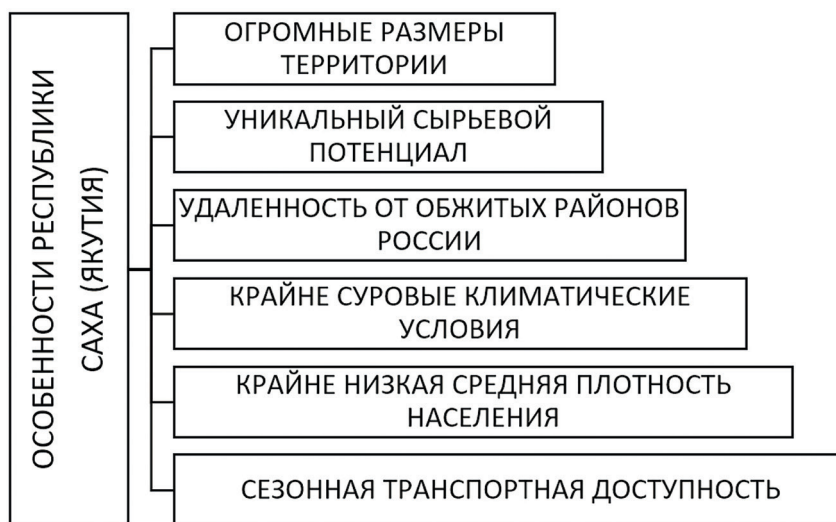 ОСОБЕННОСТИ РЕСПУБЛИКИ
САХА (ЯКУТИЯ)
ОГРОМНЫЕ РАЗМЕРЫ
ТЕРРИТОРИИ
УНИКАЛЬНЫЙ СЫРЬЕВОЙ
ПОТЕНЦИАЛ
УДАЛЕННОСТЬ ОТ ОБЖИТЫХ РАЙОНОВ
РОССИИ
КРАЙНЕ СУРОВЫЕ КЛИМАТИЧЕСКИЕ
УСЛОВИЯ
КРАЙНЕ НИЗКАЯ СРЕДНЯЯ ПЛОТНОСТЬ
НАСЕЛЕНИЯ
СЕЗОННАЯ ТРАНСПОРТНАЯ ДОСТУПНОСТЬ